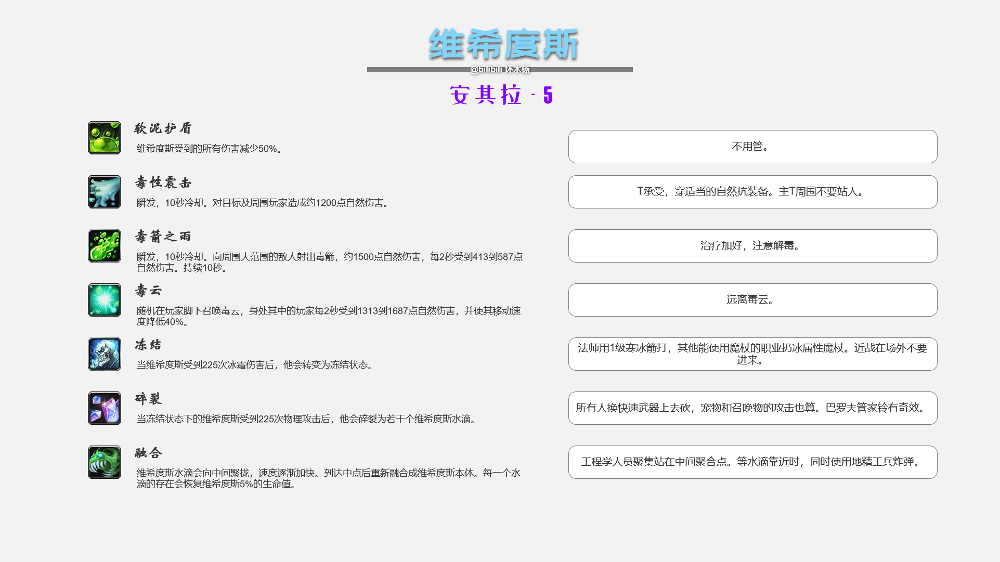 维希度斯
@bilibili 坏木杨
安其拉 - 5
软泥护盾
维希度斯受到的所有伤害减少50%。
不用管。
毒性震击
瞬发，10秒冷却。对目标及周围玩家造成约1200点自然伤害。
T承受，穿适当的自然抗装备。主T周围不要站人。
毒箭之雨
瞬发，10秒冷却。向周围大范围的敌人射出毒箭，约1500点自然伤害，每2秒受到413到587点
自然伤害。持续10秒。
治疗加好，注意解毒。
毒云
随机在玩家脚下召唤毒云，身处其中的玩家每2秒受到1313到1687点自然伤害，并使其移动速
度降低40%。
远离毒云。
冻结
当维希度斯受到225次冰霜伤害后，他会转变为冻结状态。
法师用1级寒冰箭打，其他能使用魔杖的职业扔冰属性魔杖。近战在场外不要
进来。
碎裂
当冻结状态下的维希度斯受到225次物理攻击后，他会碎裂为若干个维希度斯水滴。
所有人换快速武器上去砍，宠物和召唤物的攻击也算。巴罗夫管家铃有奇效。
融合
维希度斯水滴会向中间聚拢，速度逐渐加快。到达中点后重新融合成维希度斯本体。每一个水
滴的存在会恢复维希度斯5%的生命值。
工程学人员聚集站在中间聚合点。等水滴靠近时，同时使用地精工兵炸弹。